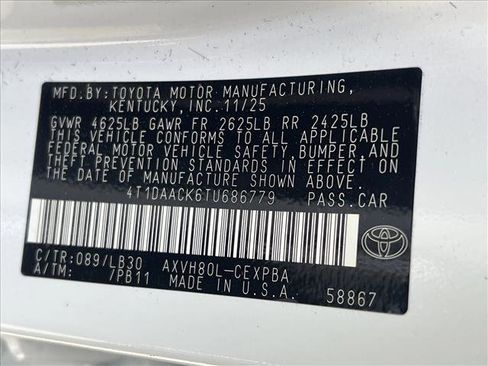 MFD.BY:TOYOTA MOTOR MANUFACTURING,
KENTUCKY, INC.11/25
GVWR 4625LB GAWR FR 2625LB RR 2425LB
THIS VEHICLE CONFORMS TO ALL APPLICABLE
FEDERAL MOTOR VEHICLE SAFETY, BUMPER, AND
THEFT PREVENTION STANDARDS IN EFFECT ON
THE DATE OF MANUFACTURE SHOWN ABOVE.
4T1DAACK6TU686779 PASS.CAR
C/TR:089/LB30 AXVH80L-CEXPBA
A/TM: 7PB11 MADE IN U.S.A. 58867